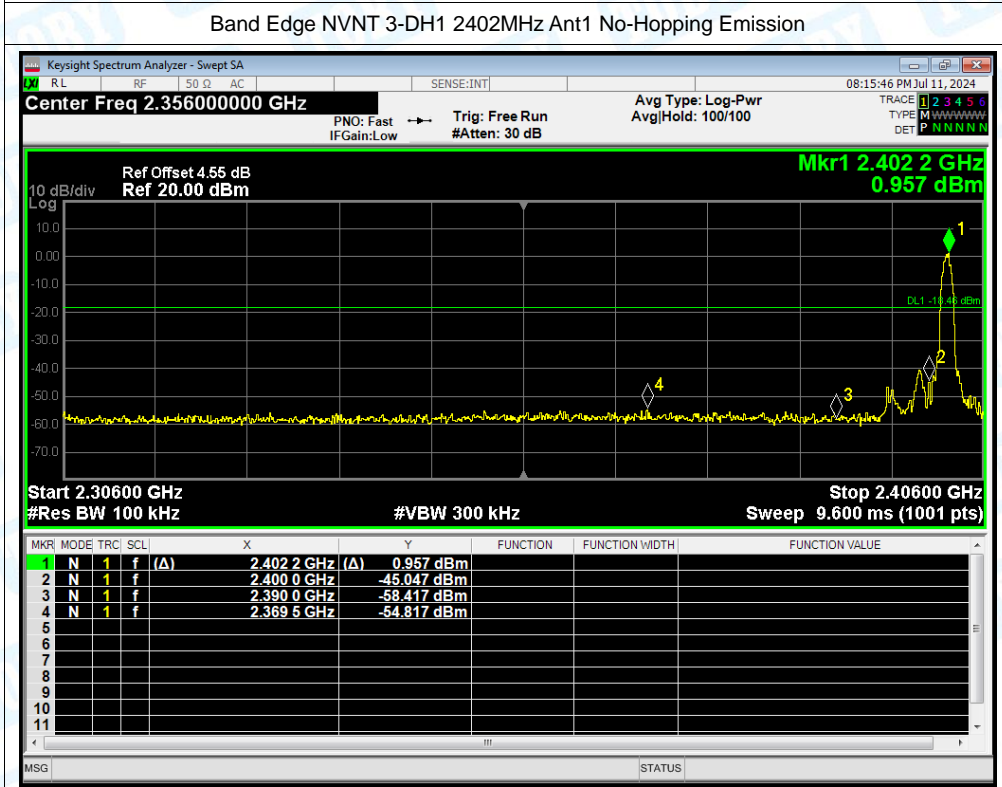 Band Edge NVNT 3-DH1 2402MHz Ant1 No-Hopping Emission
Keysight Spectrum Analyzer - Swept SA
LXI RL RF 50 Ω AC SENSE:INT 08:15:46 PM Jul 11, 2024
Center Freq 2.356000000 GHz Avg Type: Log-Pwr TRACE 1 2 3 4 5 6
PNO: Fast Trig: Free Run Avg|Hold: 100/100 TYPE M WWWWW
IFGain:Low #Atten: 30 dB DET P N N N N N
Mkr1 2.402 2 GHz
Ref Offset 4.55 dB
10 dB/div Ref 20.00 dBm 0.957 dBm
Log
10.0 1
0.00
-10.0
DL1 -18.46 dBm
-20.0
-30.0
-40.0 2
4
-50.0 3
-60.0
-70.0
Start 2.30600 GHz Stop 2.40600 GHz
#Res BW 100 kHz #VBW 300 kHz Sweep 9.600 ms (1001 pts)
MKR MODE TRC SCL X Y FUNCTION FUNCTION WIDTH FUNCTION VALUE
1 N 1 f (Δ) 2.402 2 GHz (Δ) 0.957 dBm
2 N 1 f 2.400 0 GHz -45.047 dBm
3 N 1 f 2.390 0 GHz -58.417 dBm
4 N 1 f 2.369 5 GHz -54.817 dBm
5
6
7
8
9
10
11
MSG STATUS